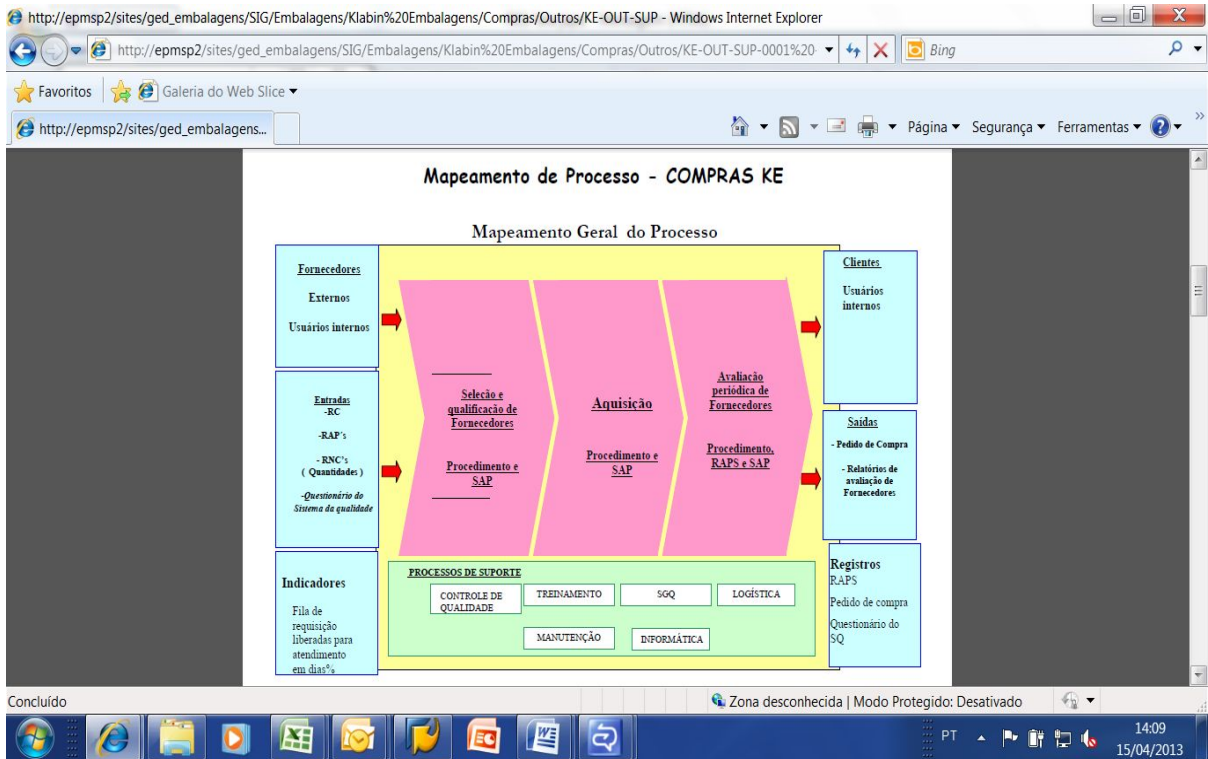 http://epmsp2/sites/ged_embalagens/SIG/Embalagens/Klabin%20Embalagens/Compras/Outros/KE-OUT-SUP - Windows Internet Explorer
http://epmsp2/sites/ged_embalagens/SIG/Embalagens/Klabin%20Embalagens/Compras/Outros/KE-OUT-SUP-0001%20-
Bing
Favoritos
Galeria do Web Slice
http://epmsp2/sites/ged_embalagens...
Página
Segurança
Ferramentas
Mapeamento de Processo - COMPRAS KE
Mapeamento Geral do Processo
Fornecedores
Externos
Usuários internos
Entradas
-RC
-RAP's
- RNC's
( Quantidades )
-Questionário do
Sistema da qualidade
Indicadores
Fila de
requisição
liberadas para
atendimento
em dias%
Seleção e
qualificação de
Fornecedores
Procedimento e
SAP
Aquisição
Procedimento e
SAP
Avaliação
periódica de
Fornecedores
Procedimento,
RAPS e SAP
PROCESSOS DE SUPORTE
CONTROLE DE
QUALIDADE
TREINAMENTO
SGQ
LOGÍSTICA
MANUTENÇÃO
INFORMÁTICA
Clientes
Usuários
internos
Saídas
- Pedido de Compra
- Relatórios de
avaliação de
Fornecedores
Registros
RAPS
Pedido de compra
Questionário do
SQ
Concluído
Zona desconhecida | Modo Protegido: Desativado
PT
14:09
15/04/2013